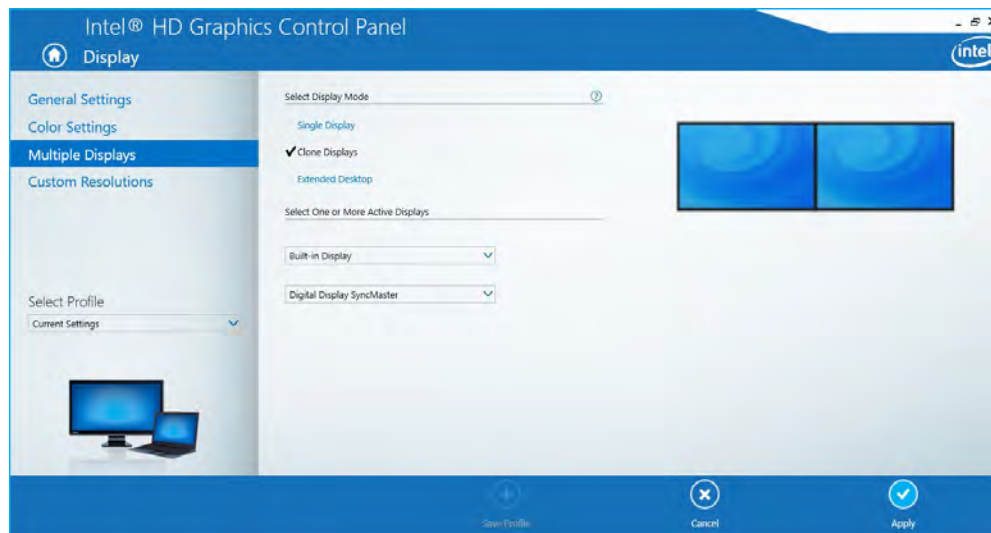 Intel® HD Graphics Control Panel
Display
intel
General Settings
Color Settings
Multiple Displays
Custom Resolutions
Select Profile
Current Settings
Select Display Mode
Single Display
Clone Displays
Extended Desktop
Select One or More Active Displays
Built-in Display
Digital Display SyncMaster
Save Profile
Cancel
Apply